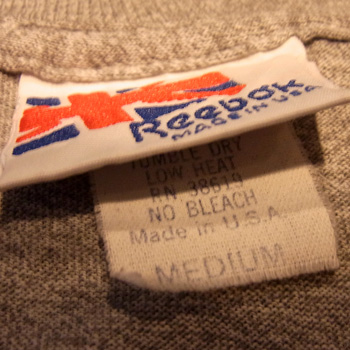 Reebok
MADE IN USA
TUMBLE DRY
LOW HEAT
RN 38619
NO BLEACH
Made in U.S.A.
MEDIUM